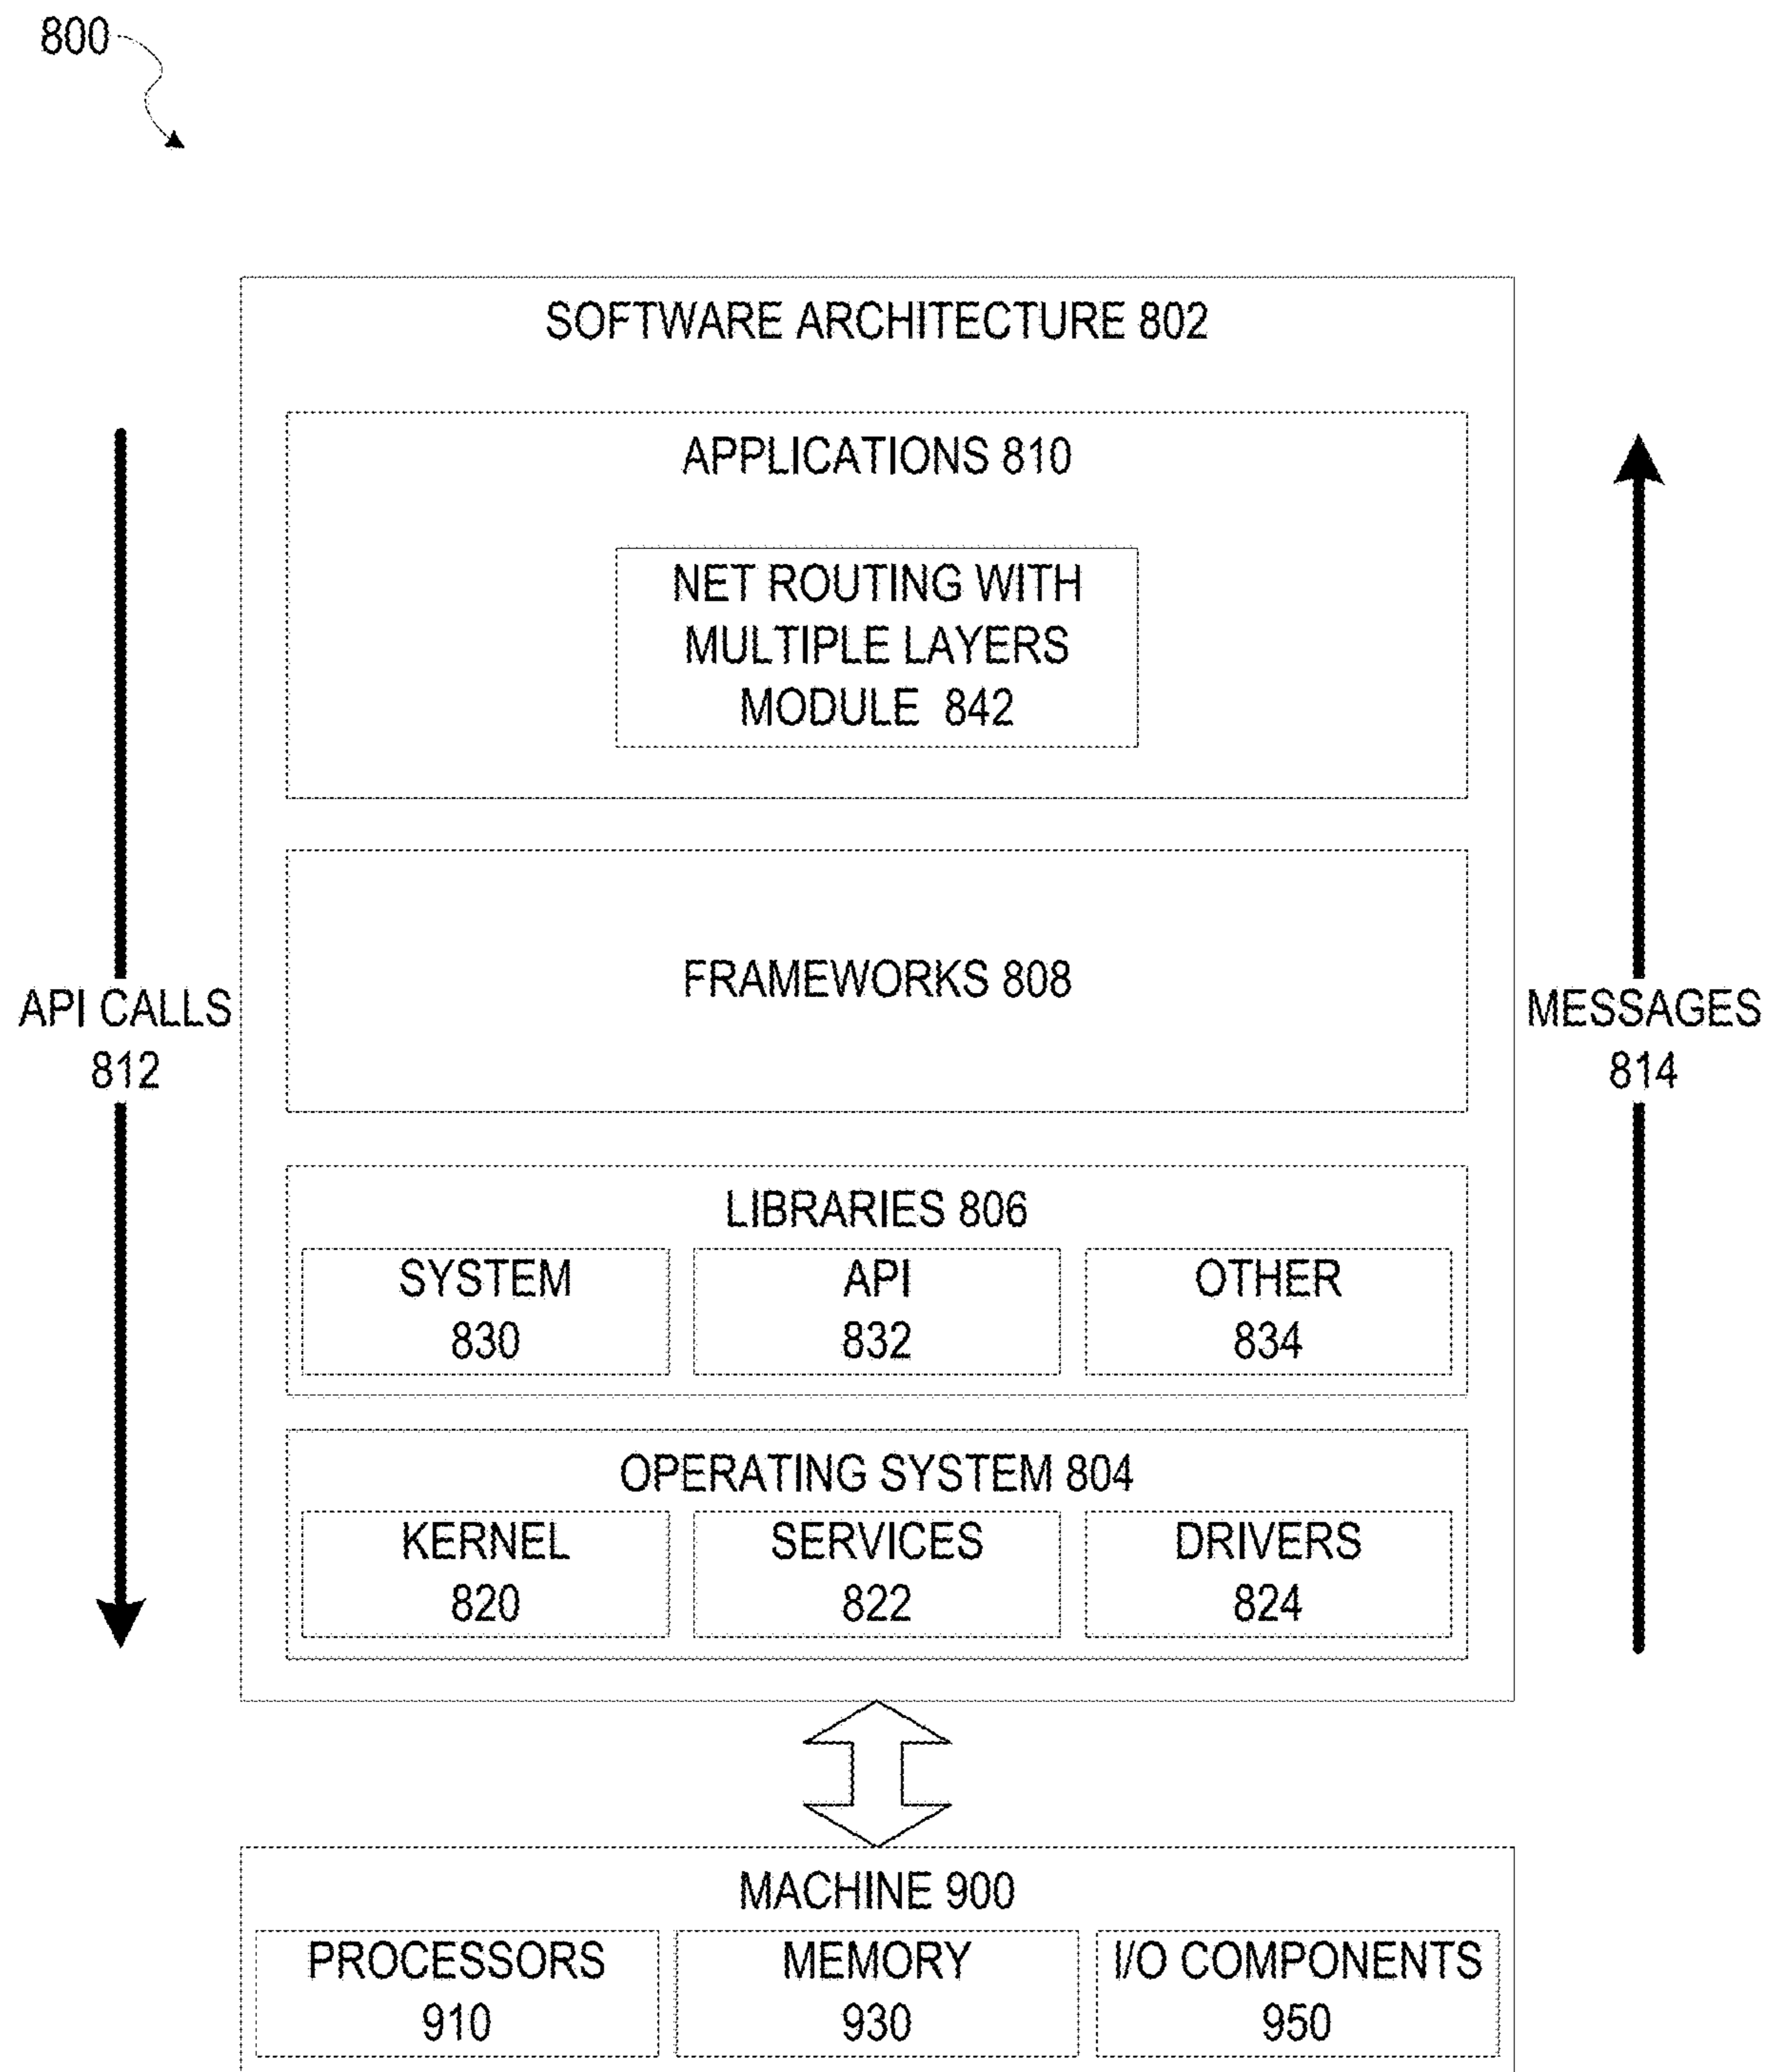 800
SOFTWARE ARCHITECTURE 802
APPLICATIONS 810
NET ROUTING WITH
MULTIPLE LAYERS
MODULE 842
FRAMEWORKS 808
API CALLS
812
MESSAGES
814
LIBRARIES 806
SYSTEM
830
API
832
OTHER
834
OPERATING SYSTEM 804
KERNEL
820
SERVICES
822
DRIVERS
824
MACHINE 900
PROCESSORS
910
MEMORY
930
I/O COMPONENTS
950